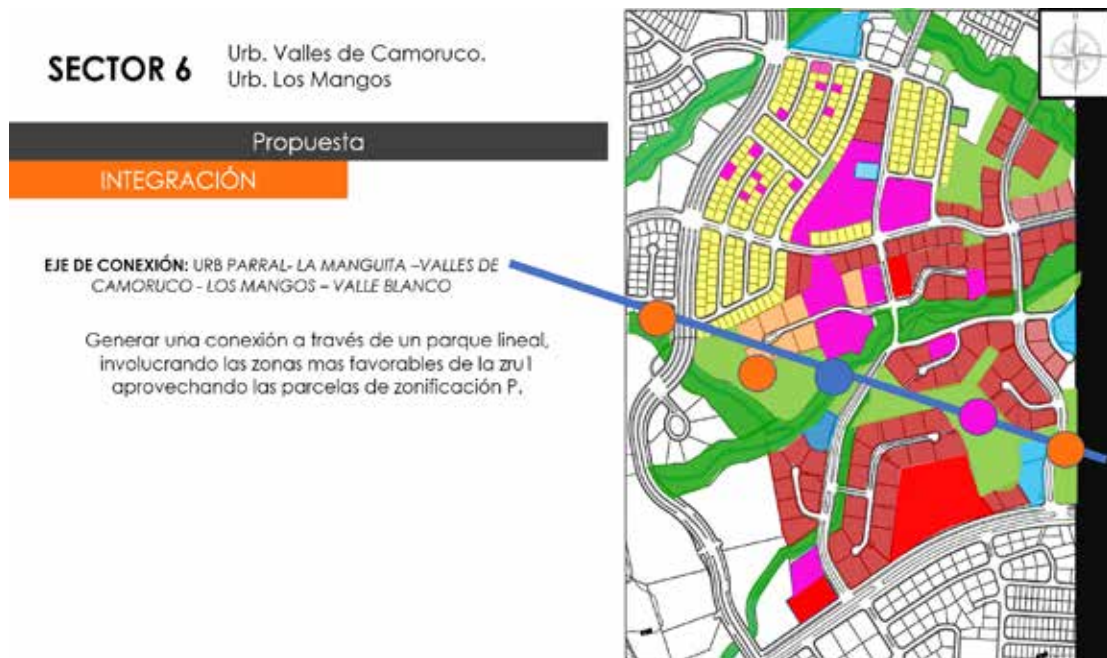 SECTOR 6
Urb. Valles de Camoruco.
Urb. Los Mangos
Propuesta
INTEGRACIÓN
EJE DE CONEXIÓN: URB PARRAL- LA MANGUITA –VALLES DE
CAMORUCO - LOS MANGOS – VALLE BLANCO
Generar una conexión a través de un parque lineal,
involucrando las zonas mas favorables de la zru1
aprovechando las parcelas de zonificación P.